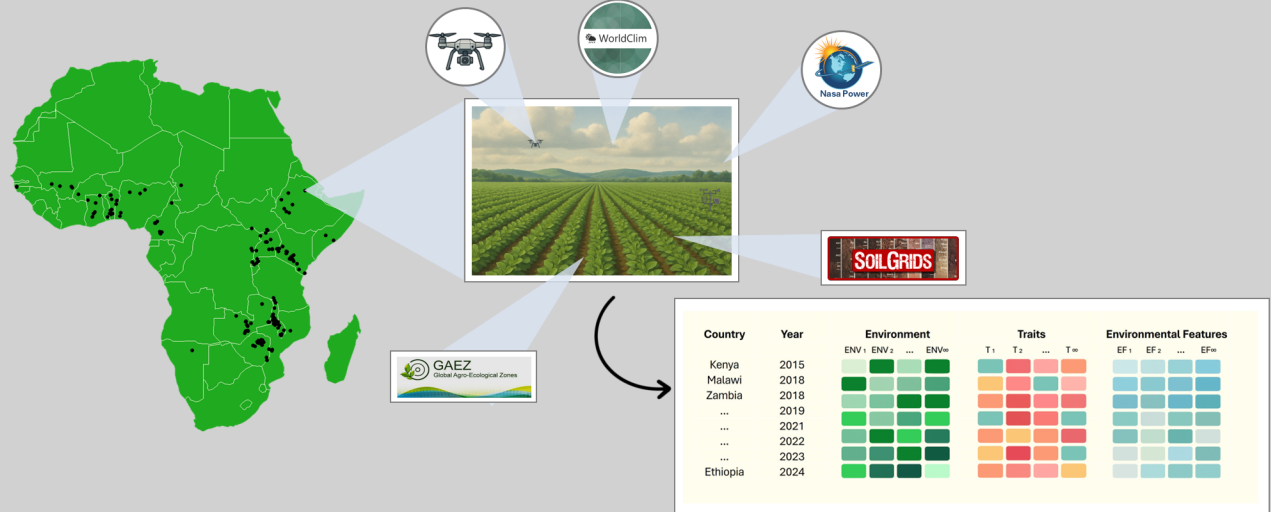 WorldClim
Nasa Power
SOILGRIDS
GAEZ
Global Agro-Ecological Zones
Country Year Environment Traits Environmental Features
ENV 1 ENV 2 ... ENV∞ T 1 T 2 ... T ∞ EF 1 EF 2 ... EF∞
Kenya 2015
Malawi 2018
Zambia 2018
... 2019
... 2021
... 2022
... 2023
Ethiopia 2024